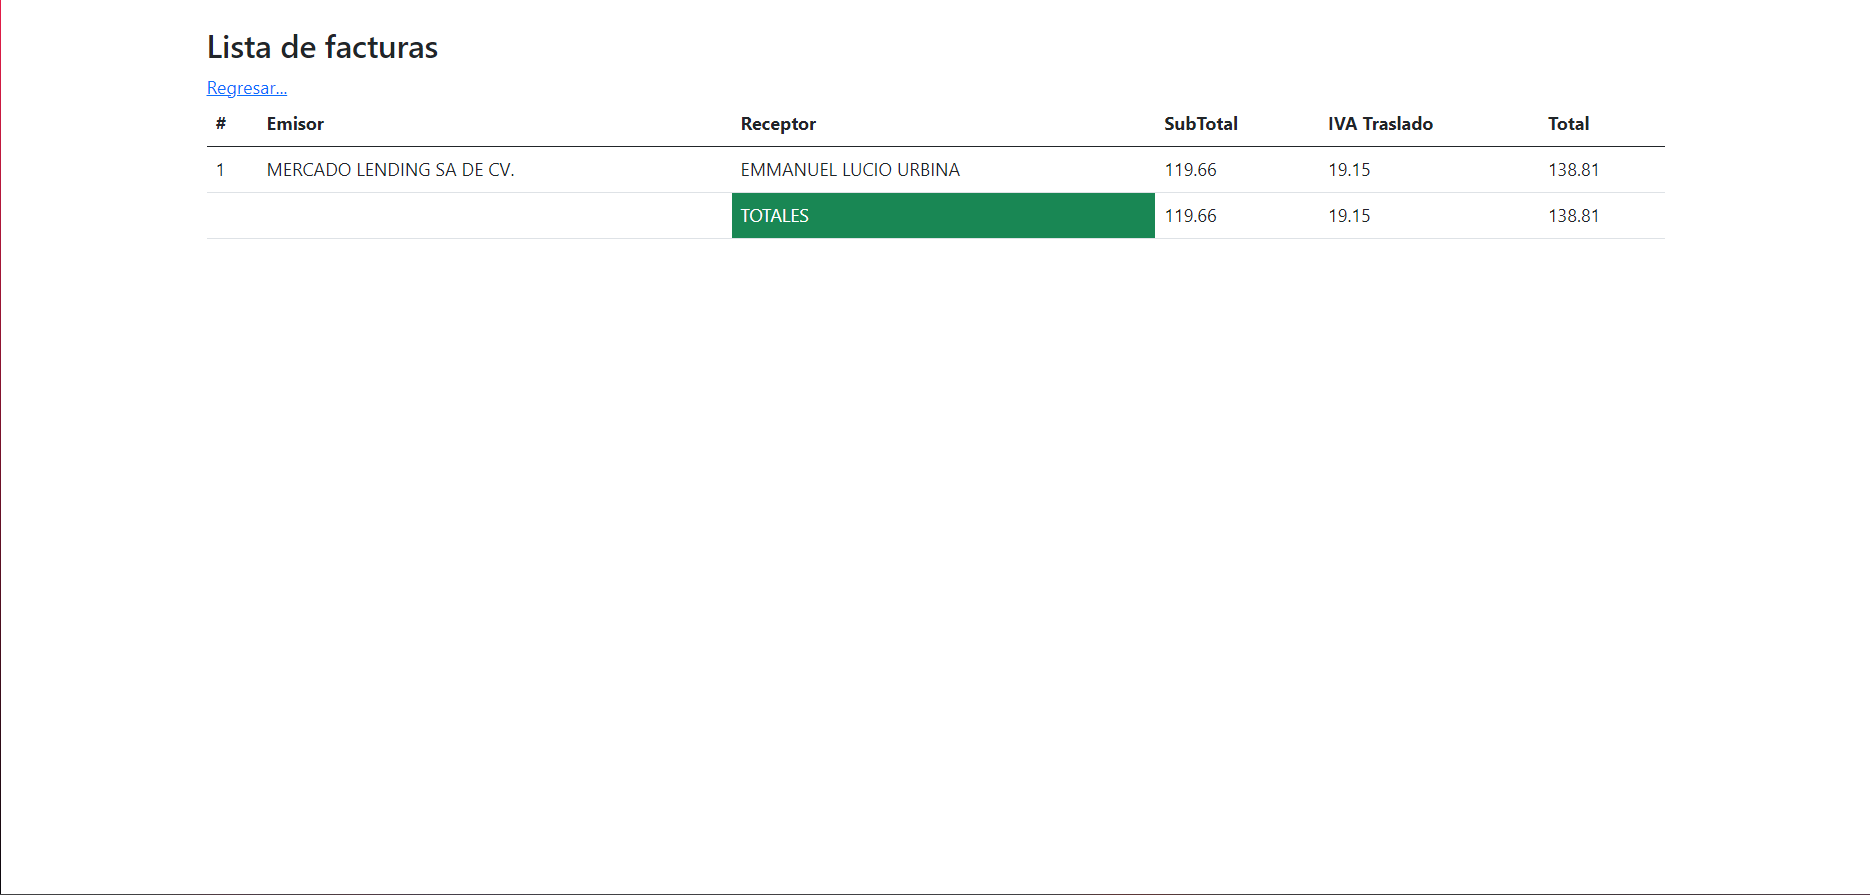 Lista de facturas
Regresar...
# Emisor Receptor SubTotal IVA Traslado Total
1 MERCADO LENDING SA DE CV. EMMANUEL LUCIO URBINA 119.66 19.15 138.81
TOTALES 119.66 19.15 138.81